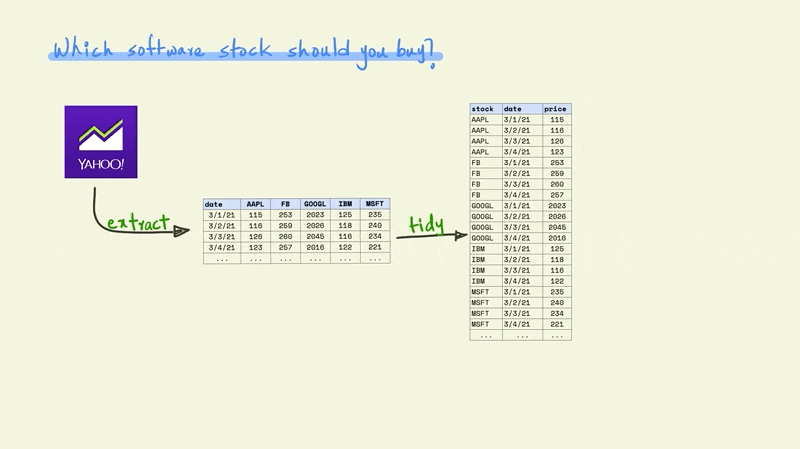 Which software stock should you buy?
YAHOO!
extract
date AAPL FB GOOGL IBM MSFT
3/1/21 115 253 2023 125 235
3/2/21 116 259 2026 118 240
3/3/21 126 260 2045 116 234
3/4/21 123 257 2016 122 221
... ... ... ... ... ...
tidy
stock date price
AAPL 3/1/21 115
AAPL 3/2/21 116
AAPL 3/3/21 126
AAPL 3/4/21 123
FB 3/1/21 253
FB 3/2/21 259
FB 3/3/21 260
FB 3/4/21 257
GOOGL 3/1/21 2023
GOOGL 3/2/21 2026
GOOGL 3/3/21 2045
GOOGL 3/4/21 2016
IBM 3/1/21 125
IBM 3/2/21 118
IBM 3/3/21 116
IBM 3/4/21 122
MSFT 3/1/21 235
MSFT 3/2/21 240
MSFT 3/3/21 234
MSFT 3/4/21 221
... ... ...